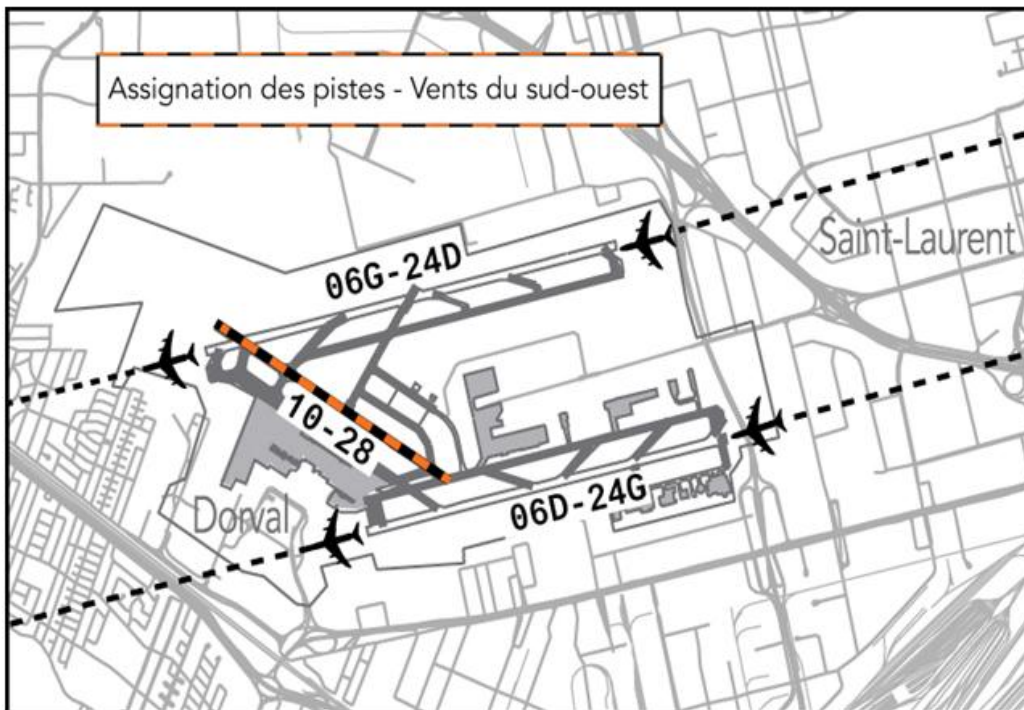 Assignation des pistes - Vents du sud-ouest
06G-24D
Saint-Laurent
10-28
06D-24G
Dorval